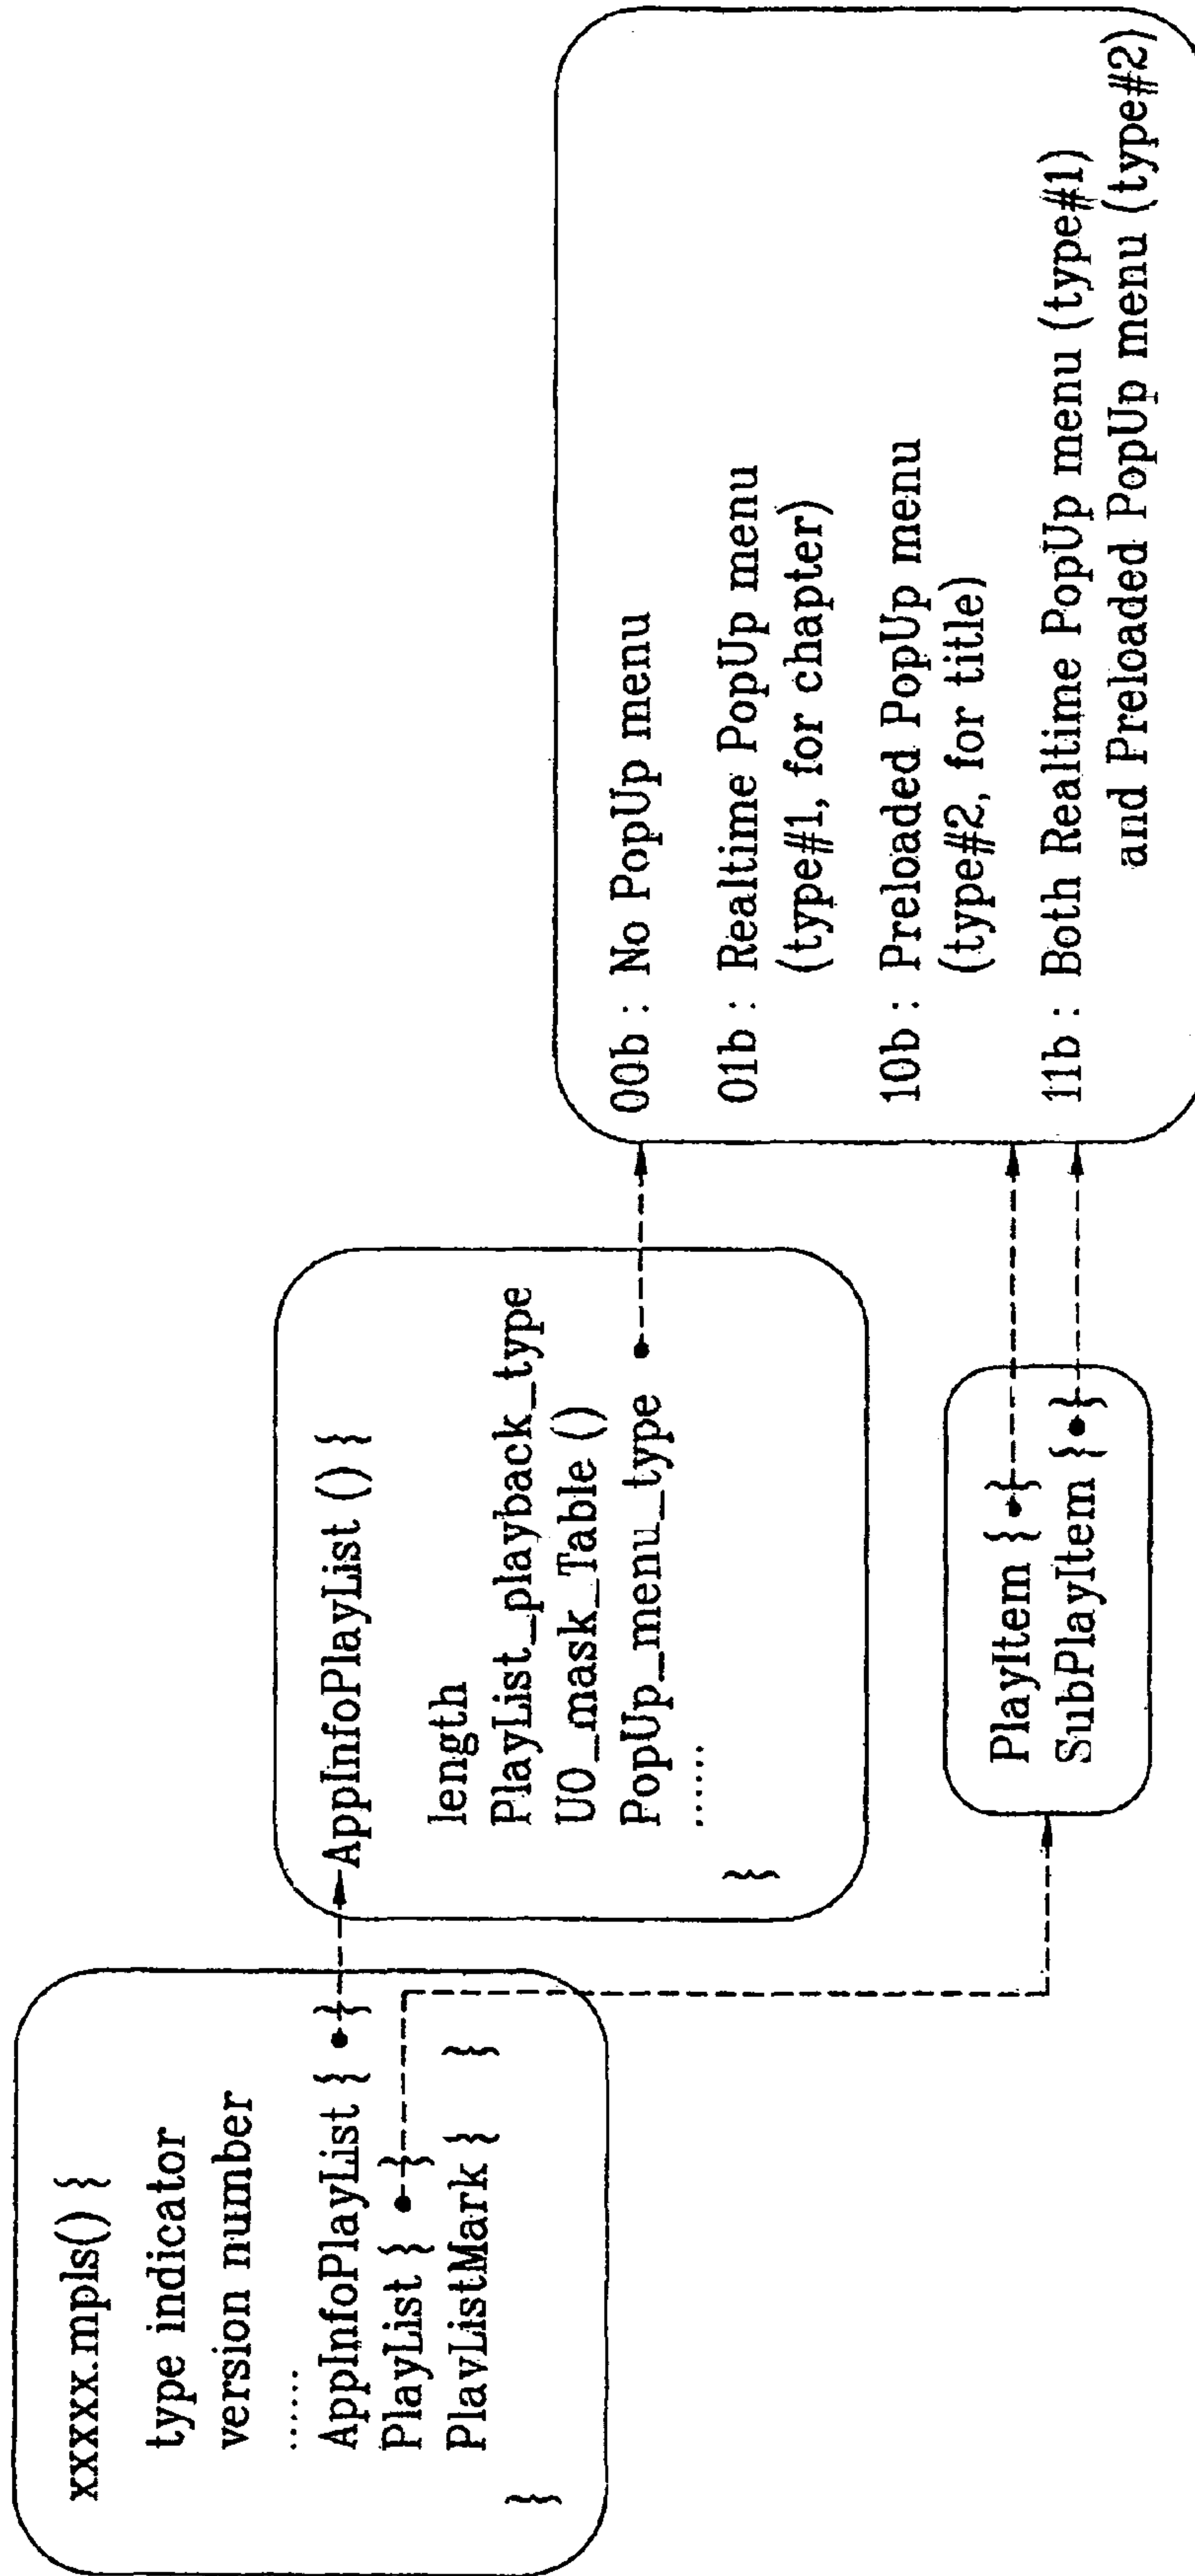 xxxxx.mpls() {
type indicator
version number
......
AppInfoPlayList { }
PlayList { }
PlayListMark { }
}
AppInfoPlayList () {
length
PlayList_playback_type
UO_mask_Table ()
PopUp_menu_type
......
}
PlayItem { }
SubPlayItem { }
00b : No PopUp menu
01b : Realtime PopUp menu
(type#1, for chapter)
10b : Preloaded PopUp menu
(type#2, for title)
11b : Both Realtime PopUp menu (type#1)
and Preloaded PopUp menu (type#2)